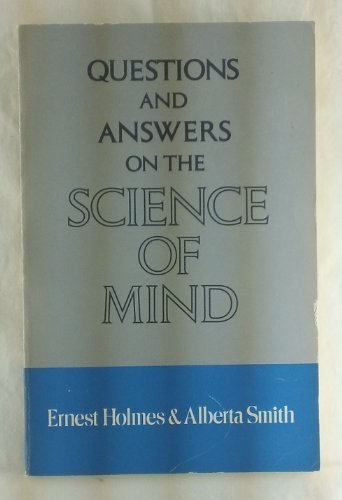 QUESTIONS
AND
ANSWERS
ON THE
SCIENCE
OF
MIND
Ernest Holmes & Alberta Smith